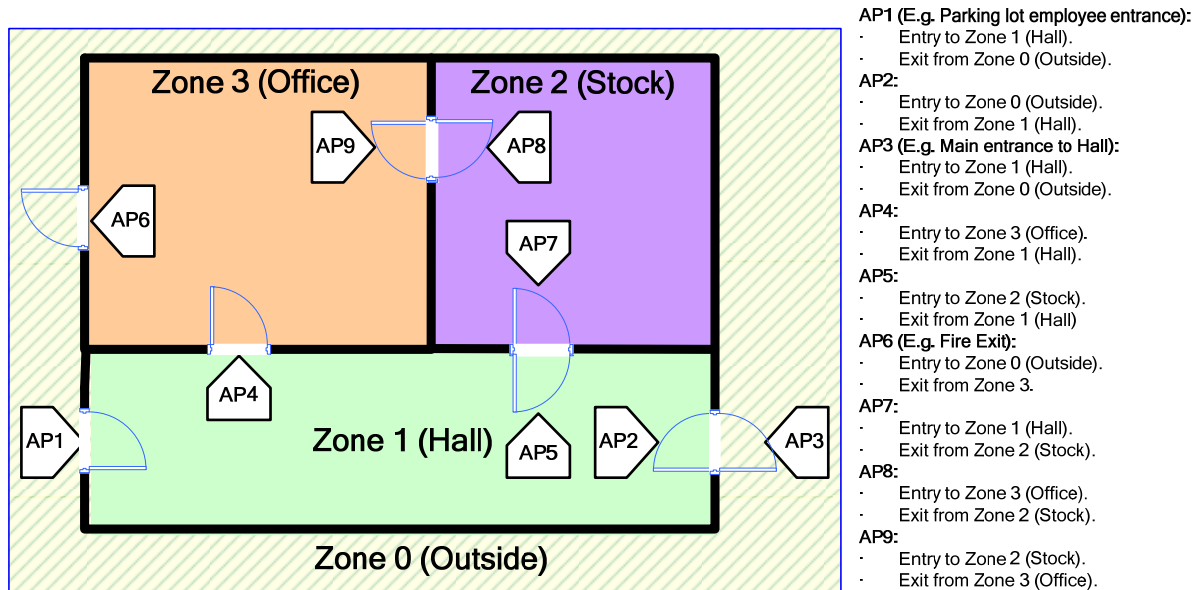 Zone 3 (Office)
Zone 2 (Stock)
AP9
AP8
AP6
AP7
AP4
AP1
Zone 1 (Hall)
AP5
AP2
AP3
Zone 0 (Outside)
AP1 (E.g. Parking lot employee entrance):
- Entry to Zone 1 (Hall).
- Exit from Zone 0 (Outside).
AP2:
- Entry to Zone 0 (Outside).
- Exit from Zone 1 (Hall).
AP3 (E.g. Main entrance to Hall):
- Entry to Zone 1 (Hall).
- Exit from Zone 0 (Outside).
AP4:
- Entry to Zone 3 (Office).
- Exit from Zone 1 (Hall).
AP5:
- Entry to Zone 2 (Stock).
- Exit from Zone 1 (Hall)
AP6 (E.g. Fire Exit):
- Entry to Zone 0 (Outside).
- Exit from Zone 3.
AP7:
- Entry to Zone 1 (Hall).
- Exit from Zone 2 (Stock).
AP8:
- Entry to Zone 3 (Office).
- Exit from Zone 2 (Stock).
AP9:
- Entry to Zone 2 (Stock).
- Exit from Zone 3 (Office).